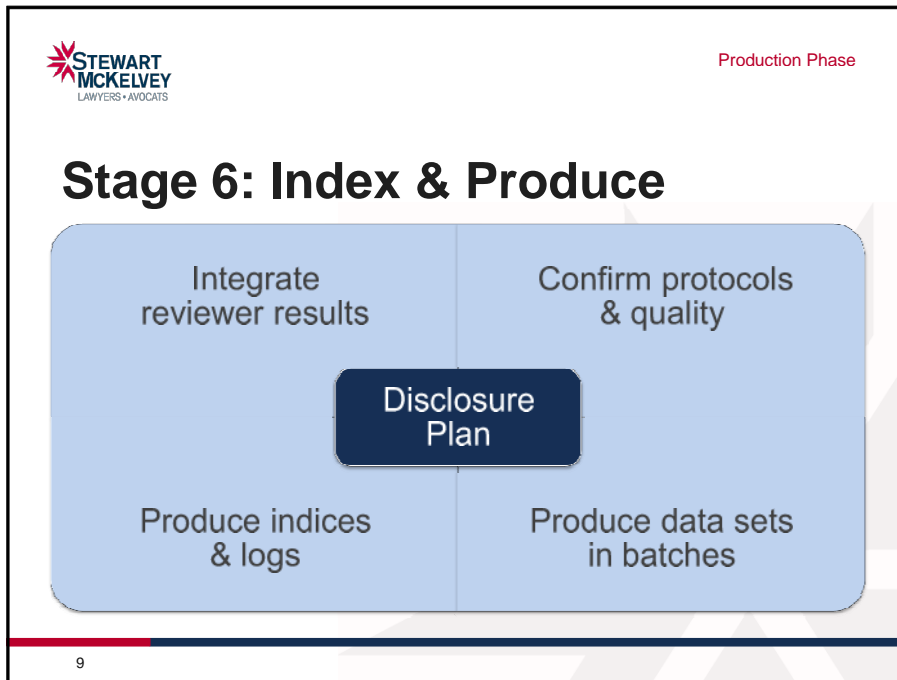 STEWART
MCKELVEY
LAWYERS • AVOCATS
Production Phase
Stage 6: Index & Produce
Integrate
reviewer results
Confirm protocols
& quality
Disclosure
Plan
Produce indices
& logs
Produce data sets
in batches
9